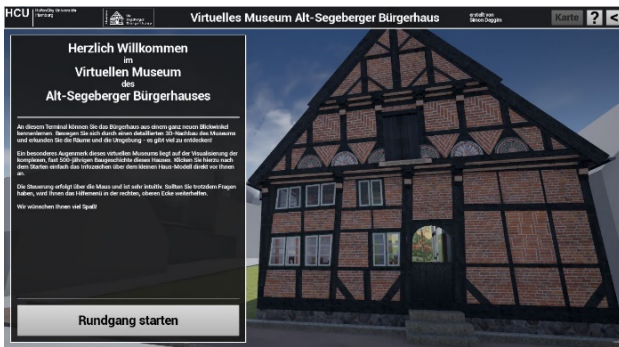 HCU HafenCity Universität
Hamburg
Virtuelles Museum Alt-Segeberger Bürgerhaus
erstellt von
Simon Deggim
Karte ? <
Herzlich Willkommen
im
Virtuellen Museum
des
Alt-Segeberger Bürgerhauses
An diesem Terminal können Sie das Bürgerhaus aus einem ganz neuen Blickwinkel
kennenlernen. Bewegen Sie sich durch einen detaillierten 3D-Nachbau des Museums
und erkunden Sie die Räume und die Umgebung - es gibt viel zu entdecken!
Ein besonderes Augenmerk dieses virtuellen Museums liegt auf der Visualisierung der
komplexen, fast 500-jährigen Baugeschichte dieses Hauses. Klicken Sie hierzu nach
dem Starten einfach das Infozeichen über dem kleinen Haus-Modell direkt vor Ihnen
an.
Die Steuerung erfolgt über die Maus und ist sehr intuitiv. Sollten Sie trotzdem Fragen
haben, wird Ihnen das Hilfemenü in der rechten, oberen Ecke weiterhelfen.
Wir wünschen Ihnen viel Spaß!
Rundgang starten